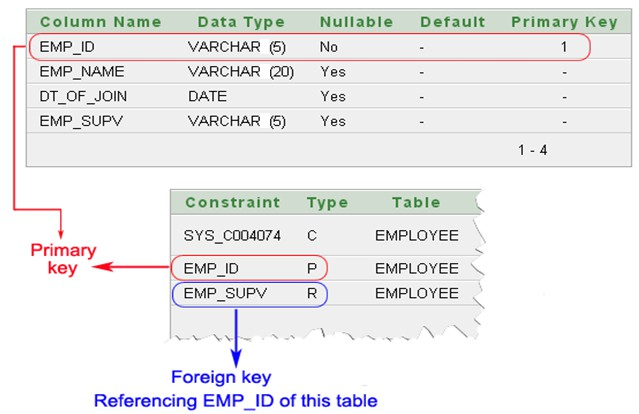 Column Name Data Type Nullable Default Primary Key
EMP_ID VARCHAR (5) No - 1
EMP_NAME VARCHAR (20) Yes - -
DT_OF_JOIN DATE Yes - -
EMP_SUPV VARCHAR (5) Yes - -
1 - 4
Constraint Type Table
SYS_C004074 C EMPLOYEE
Primary
key
EMP_ID P EMPLOYEE
EMP_SUPV R EMPLOYEE
Foreign key
Referencing EMP_ID of this table